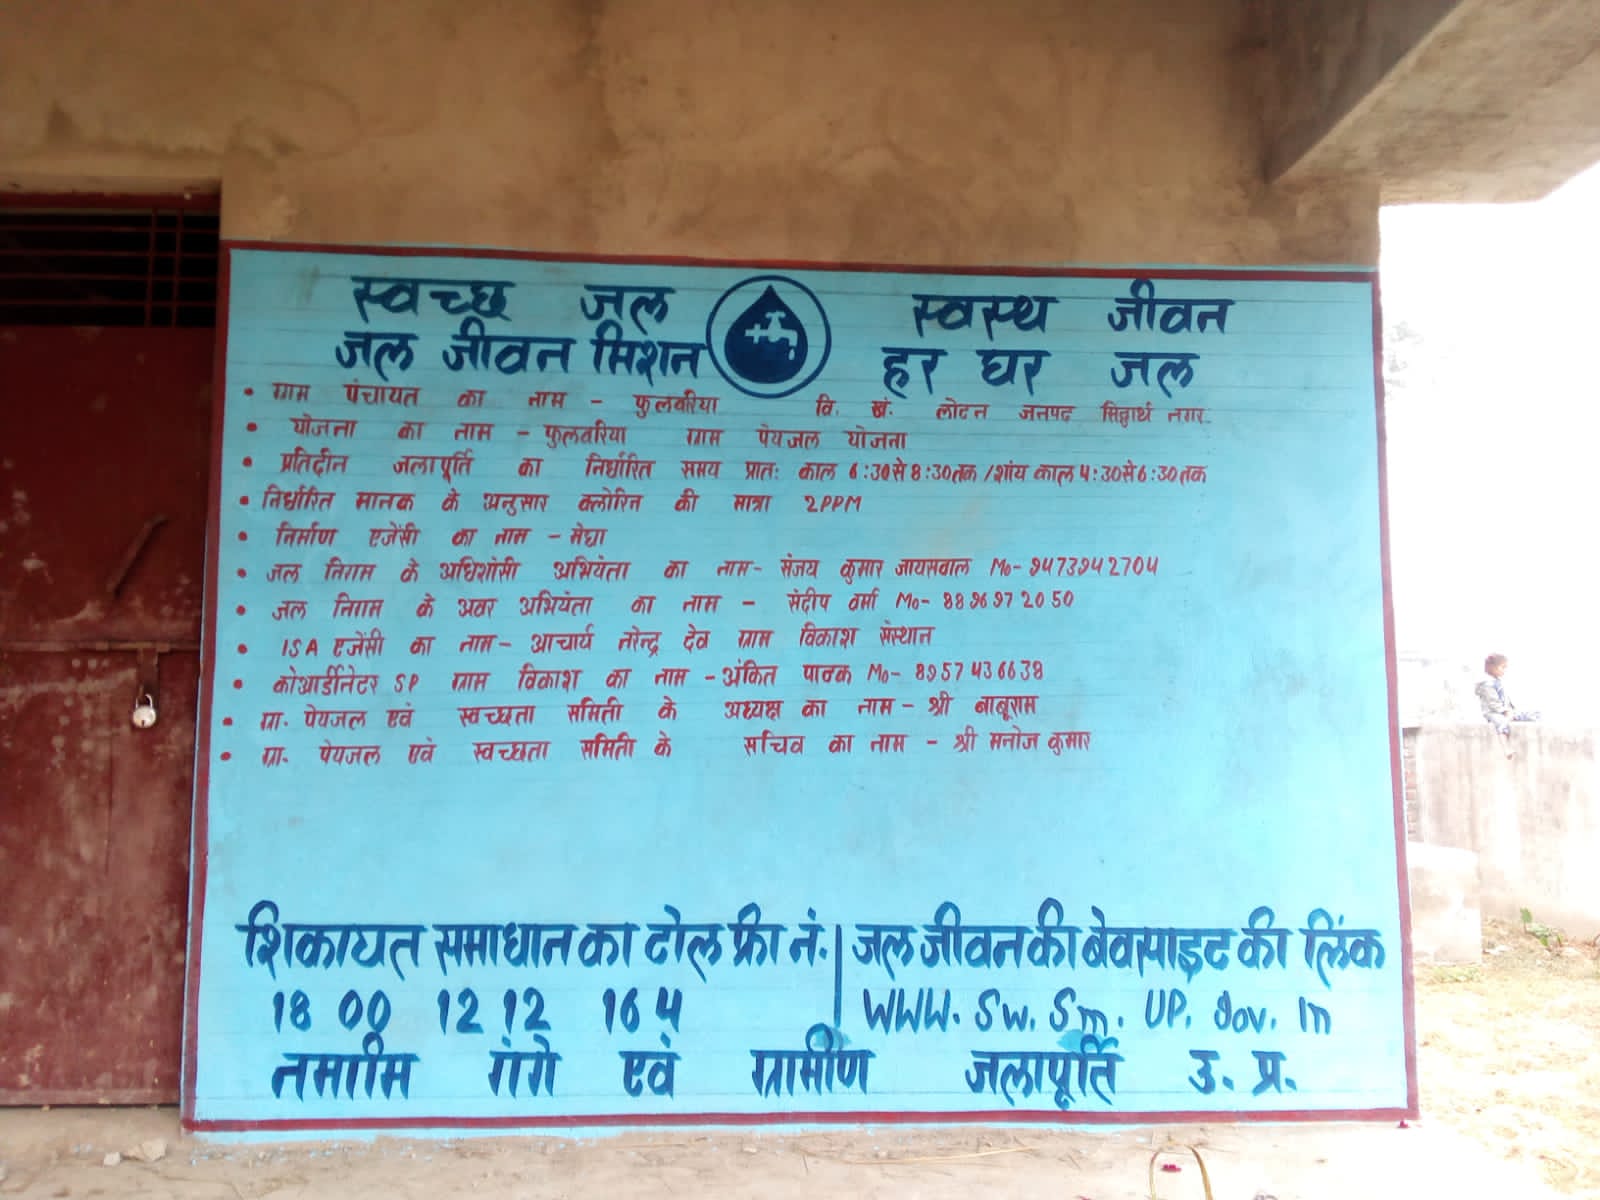 स्वच्छ जल स्वस्थ जीवन
जल जीवन मिशन हर घर जल
• ग्राम पंचायत का नाम - फुलवरिया वि. खं. लोटन जनपद सिद्धार्थ नगर
• योजना का नाम - फुलवरिया ग्राम पेयजल योजना
• प्रतिदीन जलापूर्ति का निर्धारित समय प्रातः काल 6:30से 8:30तक /शांय काल 4:30से 6:30तक
• निर्धारित मानक के अनुसार क्लोरिन की मात्रा 2PPM
• निर्माण एजेंसी का नाम - मेघा
• जल निगम के अधिशांसी अभियंता का नाम- संजय कुमार जायसवाल Mo- 9473942704
• जल निगम के अवर अभियंता का नाम - संदीप वर्मा Mo- 8896972050
• ISA एजेंसी का नाम- आचार्य नरेन्द्र देव ग्राम विकाश संस्थान
• कोआर्डीनेटर SP ग्राम विकाश का नाम - अंकित पाठक Mo- 8957436638
• ग्रा. पेयजल एवं स्वच्छता समिती के अध्यक्ष का नाम - श्री बाबूराम
• ग्रा. पेयजल एवं स्वच्छता समिती के सचिव का नाम - श्री मनोज कुमार
शिकायत समाधान का टोल फ्री नं. | जल जीवन की बेवसाइट की लिंक
18 00 12 12 16 4 WWW. Sw. Sm. UP. gov. In
नमामि गंगे एवं ग्रामीण जलापूर्ति उ. प्र.